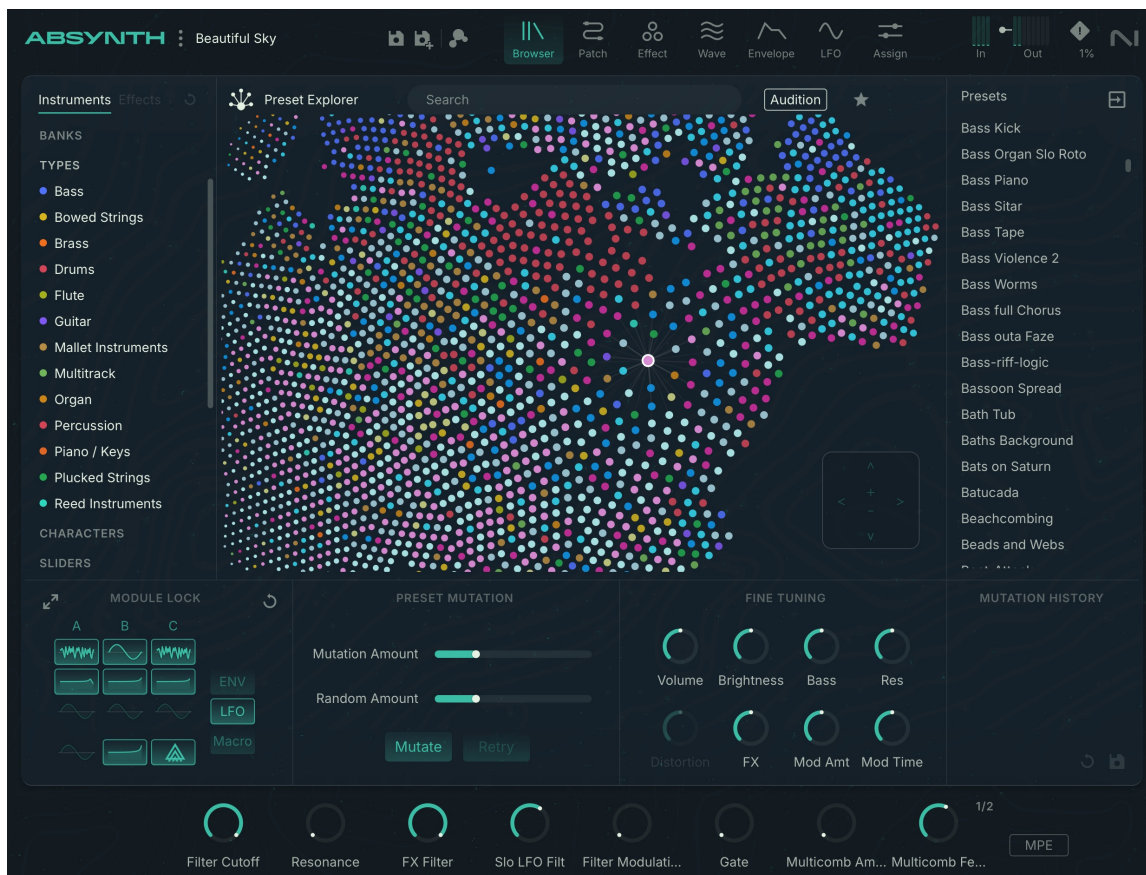 ABSYNTH
Beautiful Sky
Browser
Patch
Effect
Wave
Envelope
LFO
Assign
In
Out
1%
Instruments
Effects
Preset Explorer
Search
Audition
BANKS
TYPES
Bass
Bowed Strings
Brass
Drums
Flute
Guitar
Mallet Instruments
Multitrack
Organ
Percussion
Piano / Keys
Plucked Strings
Reed Instruments
CHARACTERS
SLIDERS
Presets
Bass Kick
Bass Organ Slo Roto
Bass Piano
Bass Sitar
Bass Tape
Bass Violence 2
Bass Worms
Bass full Chorus
Bass outa Faze
Bass-riff-logic
Bassoon Spread
Bath Tub
Baths Background
Bats on Saturn
Batucada
Beachcombing
Beads and Webs
MODULE LOCK
A B C
ENV
LFO
Macro
PRESET MUTATION
Mutation Amount
Random Amount
Mutate
Retry
FINE TUNING
Volume
Brightness
Bass
Res
Distortion
FX
Mod Amt
Mod Time
MUTATION HISTORY
Filter Cutoff
Resonance
FX Filter
Slo LFO Filt
Filter Modulati...
Gate
Multicomb Am...
Multicomb Fe...
1/2
MPE